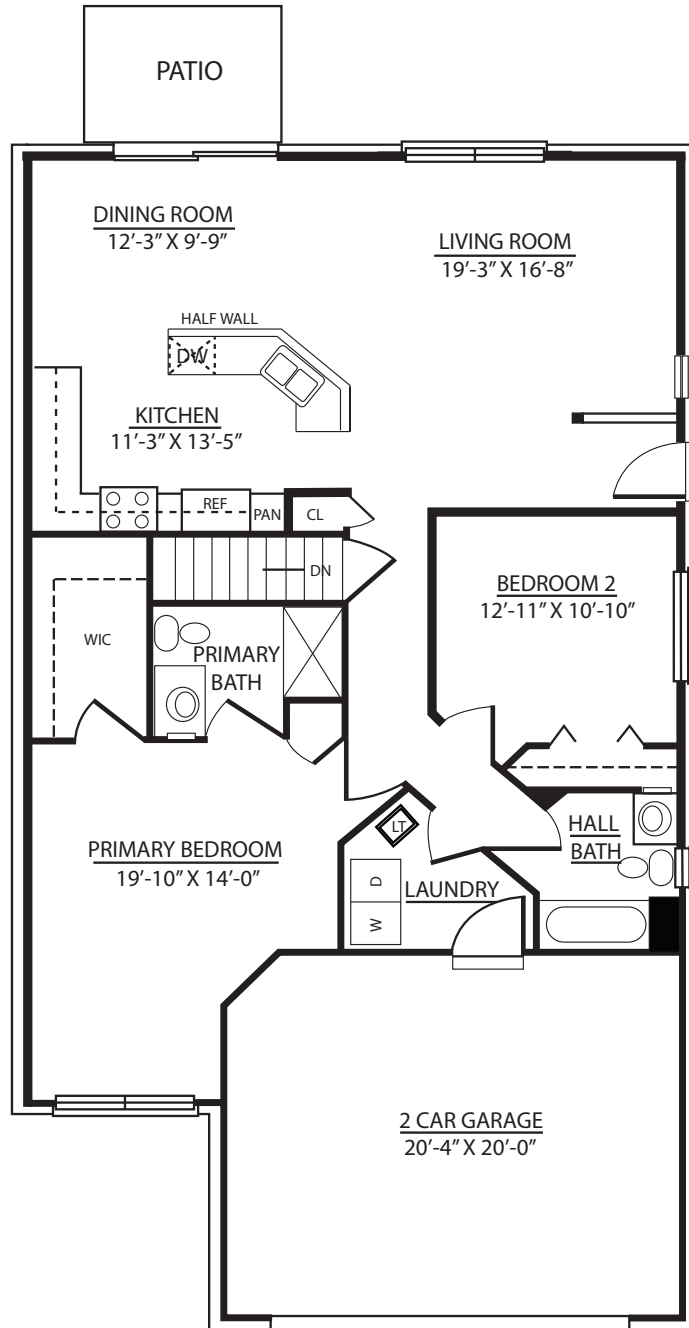 PATIO
DINING ROOM
12’-3” X 9’-9”
LIVING ROOM
19’-3” X 16’-8”
HALF WALL
DW
KITCHEN
11’-3” X 13’-5”
REF
PAN
CL
DN
BEDROOM 2
12’-11” X 10’-10”
WIC
PRIMARY
BATH
LT
HALL
BATH
PRIMARY BEDROOM
19’-10” X 14’-0”
D
LAUNDRY
W
2 CAR GARAGE
20’-4” X 20’-0”